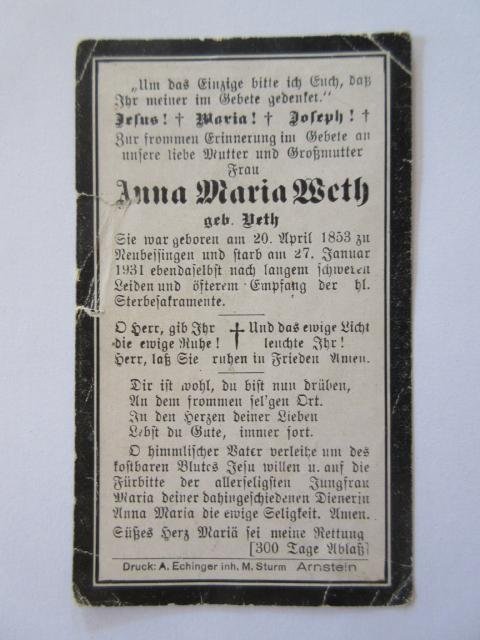 „Um das Einzige bitte ich Euch, daß
Ihr meiner im Gebete gedenket."
Jesus! † Maria! † Joseph! †
Zur frommen Erinnerung im Gebete an
unsere liebe Mutter und Großmutter
Frau
Anna Maria Weth
geb. Yeth
Sie war geboren am 20. April 1853 zu
Neubessingen und starb am 27. Januar
1931 ebendaselbst nach langem schweren
Leiden und öfterem Empfang der hl.
Sterbesakramente.
O Herr, gib Ihr † Und das ewige Licht
die ewige Ruhe! leuchte Ihr!
Herr, laß Sie ruhen in Frieden Amen.
Dir ist wohl, du bist nun drüben,
An dem frommen sel'gen Ort.
In den Herzen deiner Lieben
Lebst du Gute, immer fort.
O himmlischer Vater verleihe um des
kostbaren Blutes Jesu willen u. auf die
Fürbitte der allerseligsten Jungfrau
Maria deiner dahingeschiedenen Dienerin
Anna Maria die ewige Seligkeit. Amen.
Süßes Herz Mariä sei meine Rettung
[300 Tage Ablaß]
Druck: A. Echinger inh. M. Sturm Arnstein